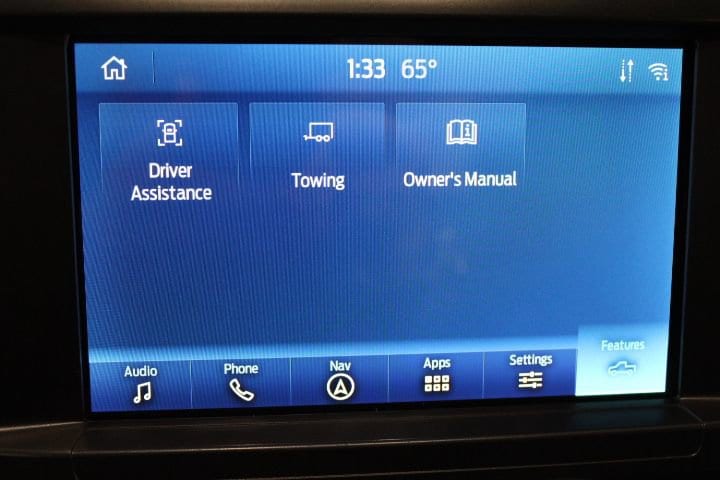 1:33 65°
Driver
Assistance
Towing
Owner's Manual
Audio
Phone
Nav
Apps
Settings
Features